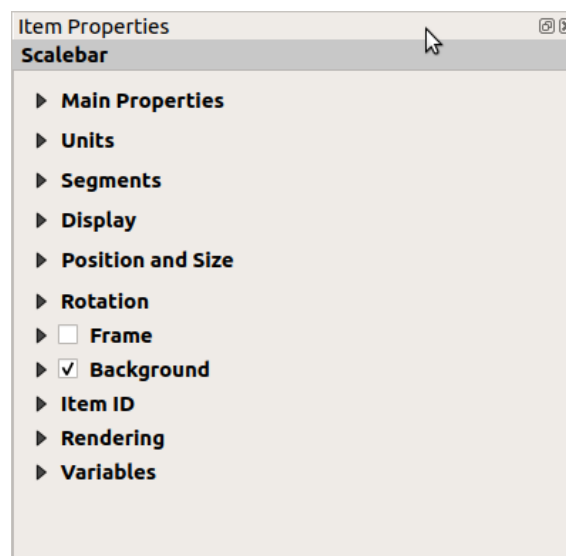 Item Properties
Scalebar
Main Properties
Units
Segments
Display
Position and Size
Rotation
Frame
Background
Item ID
Rendering
Variables